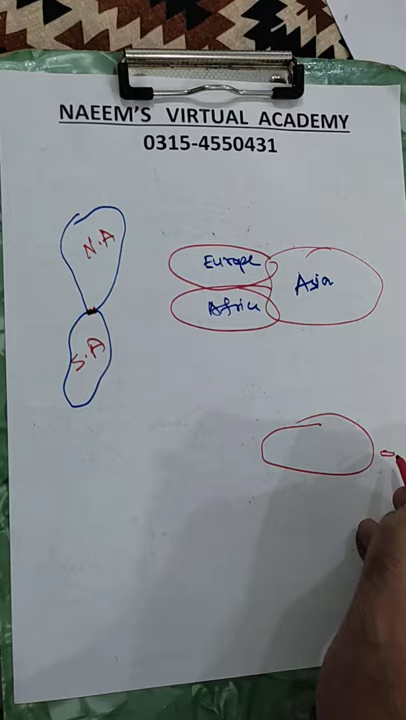 NAEEM'S VIRTUAL ACADEMY
0315-4550431
N.A
Europe
Asia
Africa
S.A